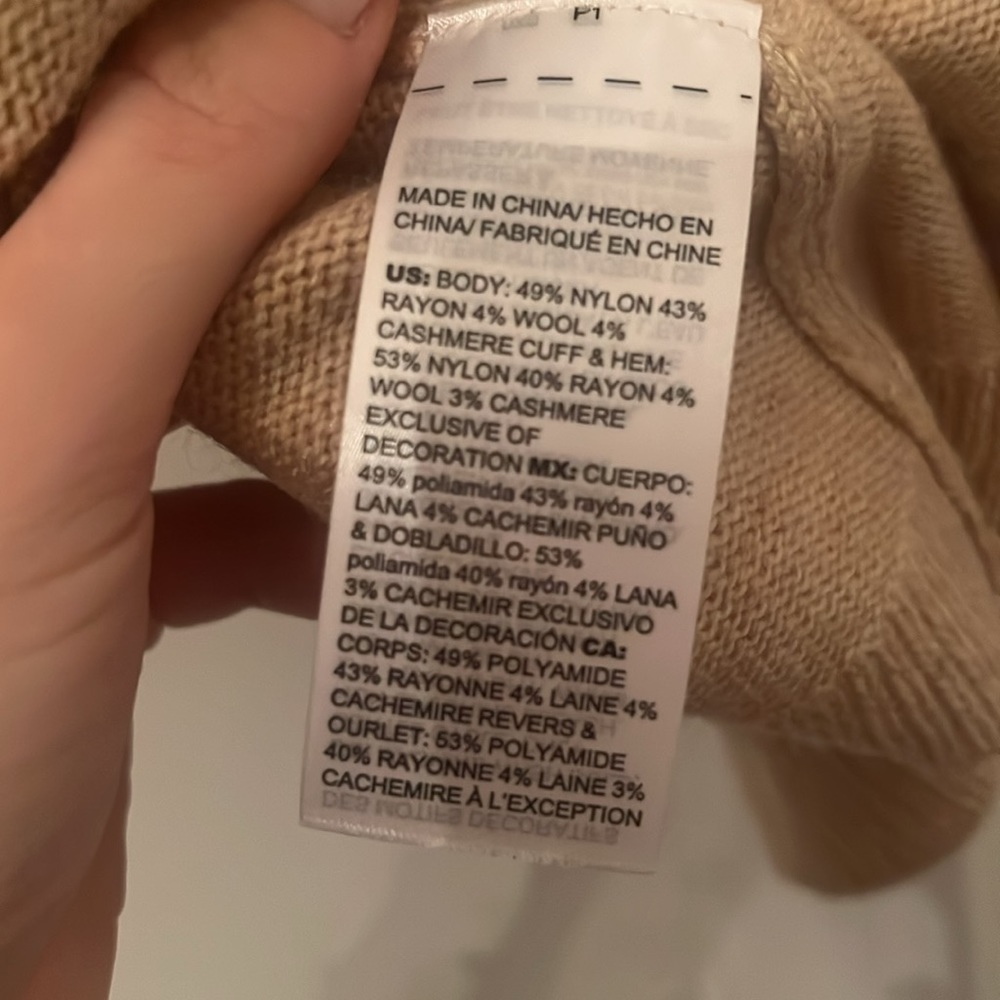 P1
MADE IN CHINA/ HECHO EN
CHINA/ FABRIQUÉ EN CHINE
US: BODY: 49% NYLON 43%
RAYON 4% WOOL 4%
CASHMERE CUFF & HEM:
53% NYLON 40% RAYON 4%
WOOL 3% CASHMERE
EXCLUSIVE OF
DECORATION MX: CUERPO:
49% poliamida 43% rayón 4%
LANA 4% CACHEMIR PUÑO
& DOBLADILLO: 53%
poliamida 40% rayón 4% LANA
3% CACHEMIR EXCLUSIVO
DE LA DECORACIÓN CA:
CORPS: 49% POLYAMIDE
43% RAYONNE 4% LAINE 4%
CACHEMIRE REVERS &
OURLET: 53% POLYAMIDE
40% RAYONNE 4% LAINE 3%
CACHEMIRE À L'EXCEPTION
DES MOTIFS DECORATIFS